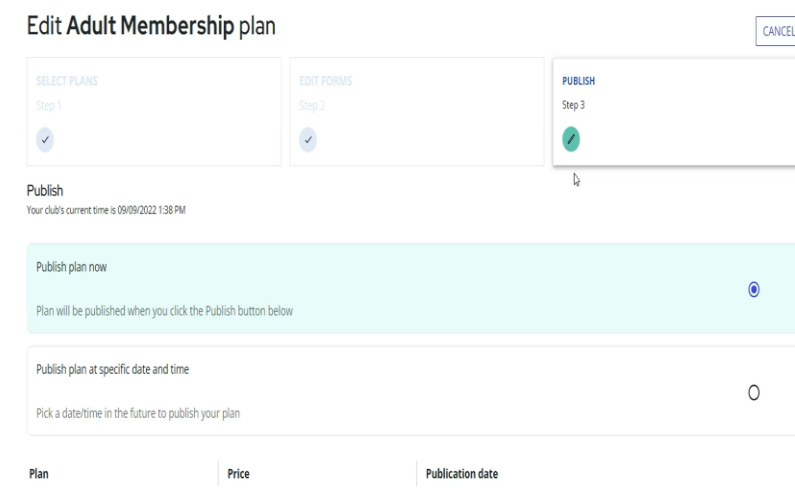 Edit Adult Membership plan
CANCEL
SELECT PLANS
Step 1
EDIT FORMS
Step 2
PUBLISH
Step 3
Publish
Your club's current time is 09/09/2022 1:38 PM
Publish plan now
Plan will be published when you click the Publish button below
Publish plan at specific date and time
Pick a date/time in the future to publish your plan
Plan
Price
Publication date